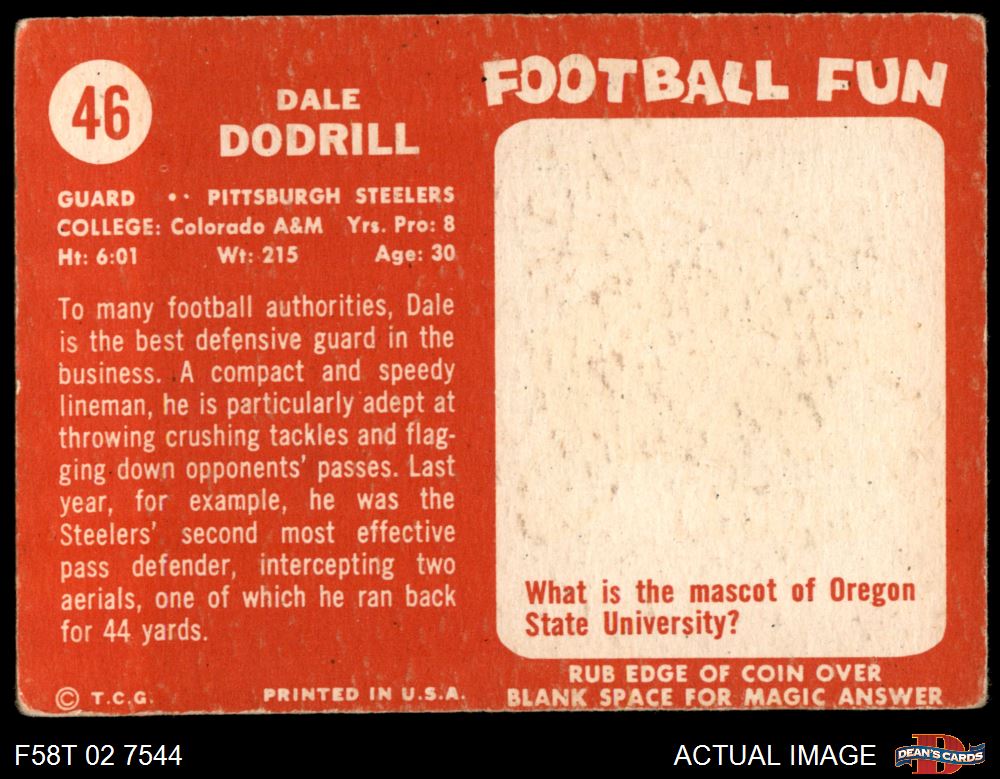 46
DALE
DODRILL
GUARD •• PITTSBURGH STEELERS
COLLEGE: Colorado A&M Yrs. Pro: 8
Ht: 6:01 Wt: 215 Age: 30
To many football authorities, Dale
is the best defensive guard in the
business. A compact and speedy
lineman, he is particularly adept at
throwing crushing tackles and flag-
ging down opponents' passes. Last
year, for example, he was the
Steelers' second most effective
pass defender, intercepting two
aerials, one of which he ran back
for 44 yards.
© T.C.G. PRINTED IN U.S.A.
FOOTBALL FUN
What is the mascot of Oregon
State University?
RUB EDGE OF COIN OVER
BLANK SPACE FOR MAGIC ANSWER
F58T 02 7544
ACTUAL IMAGE
D
DEAN'S CARDS